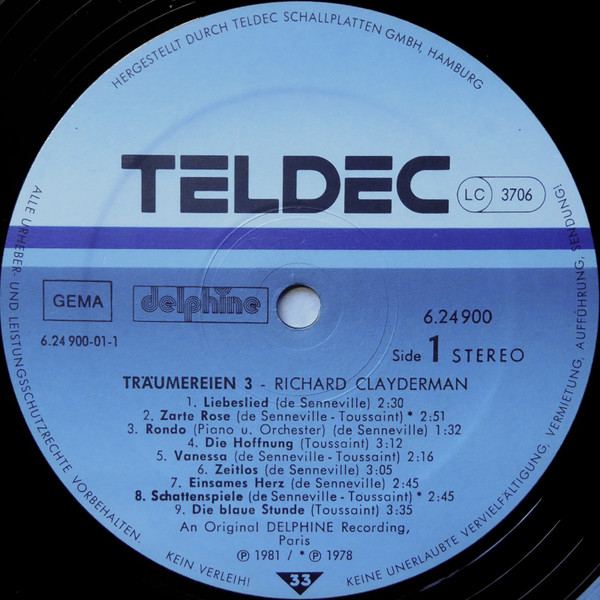 HERGESTELLT DURCH TELDEC SCHALLPLATTEN GMBH, HAMBURG
TELDEC
LC 3706
GEMA
delphine
6.24 900-01-1
6.24900
Side 1 STEREO
TRÄUMEREIEN 3 - RICHARD CLAYDERMAN
1. Liebeslied (de Senneville) 2:30
2. Zarte Rose (de Senneville - Toussaint) * 2:51
3. Rondo (Piano u. Orchester) (de Senneville) 1:32
4. Die Hoffnung (Toussaint) 3:12
5. Vanessa (de Senneville - Toussaint) 2:16
6. Zeitlos (de Senneville) 3:05
7. Einsames Herz (de Senneville) 2:45
8. Schattenspiele (de Senneville - Toussaint) * 2:45
9. Die blaue Stunde (Toussaint) 3:35
An Original DELPHINE Recording,
Paris
℗ 1981 / * ℗ 1978
33
ALLE URHEBER- UND LEISTUNGSSCHUTZRECHTE VORBEHALTEN.
KEIN VERLEIH!
KEINE UNERLAUBTE VERVIELFÄLTIGUNG, VERMIETUNG, AUFFÜHRUNG, SENDUNG!